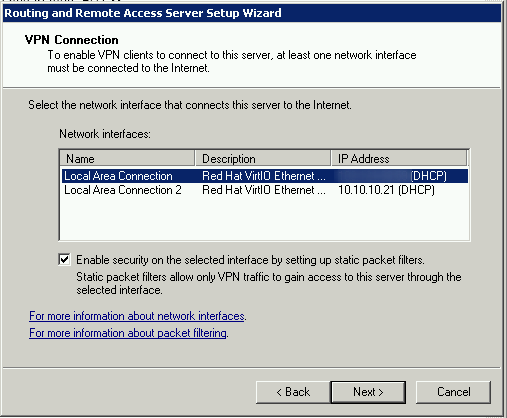 Routing and Remote Access Server Setup Wizard
VPN Connection
To enable VPN clients to connect to this server, at least one network interface
must be connected to the Internet.
Select the network interface that connects this server to the Internet.
Network interfaces:
Name Description IP Address
Local Area Connection Red Hat VirtIO Ethernet ... (DHCP)
Local Area Connection 2 Red Hat VirtIO Ethernet ... 10.10.10.21 (DHCP)
Enable security on the selected interface by setting up static packet filters.
Static packet filters allow only VPN traffic to gain access to this server through the
selected interface.
For more information about network interfaces.
For more information about packet filtering.
< Back Next > Cancel